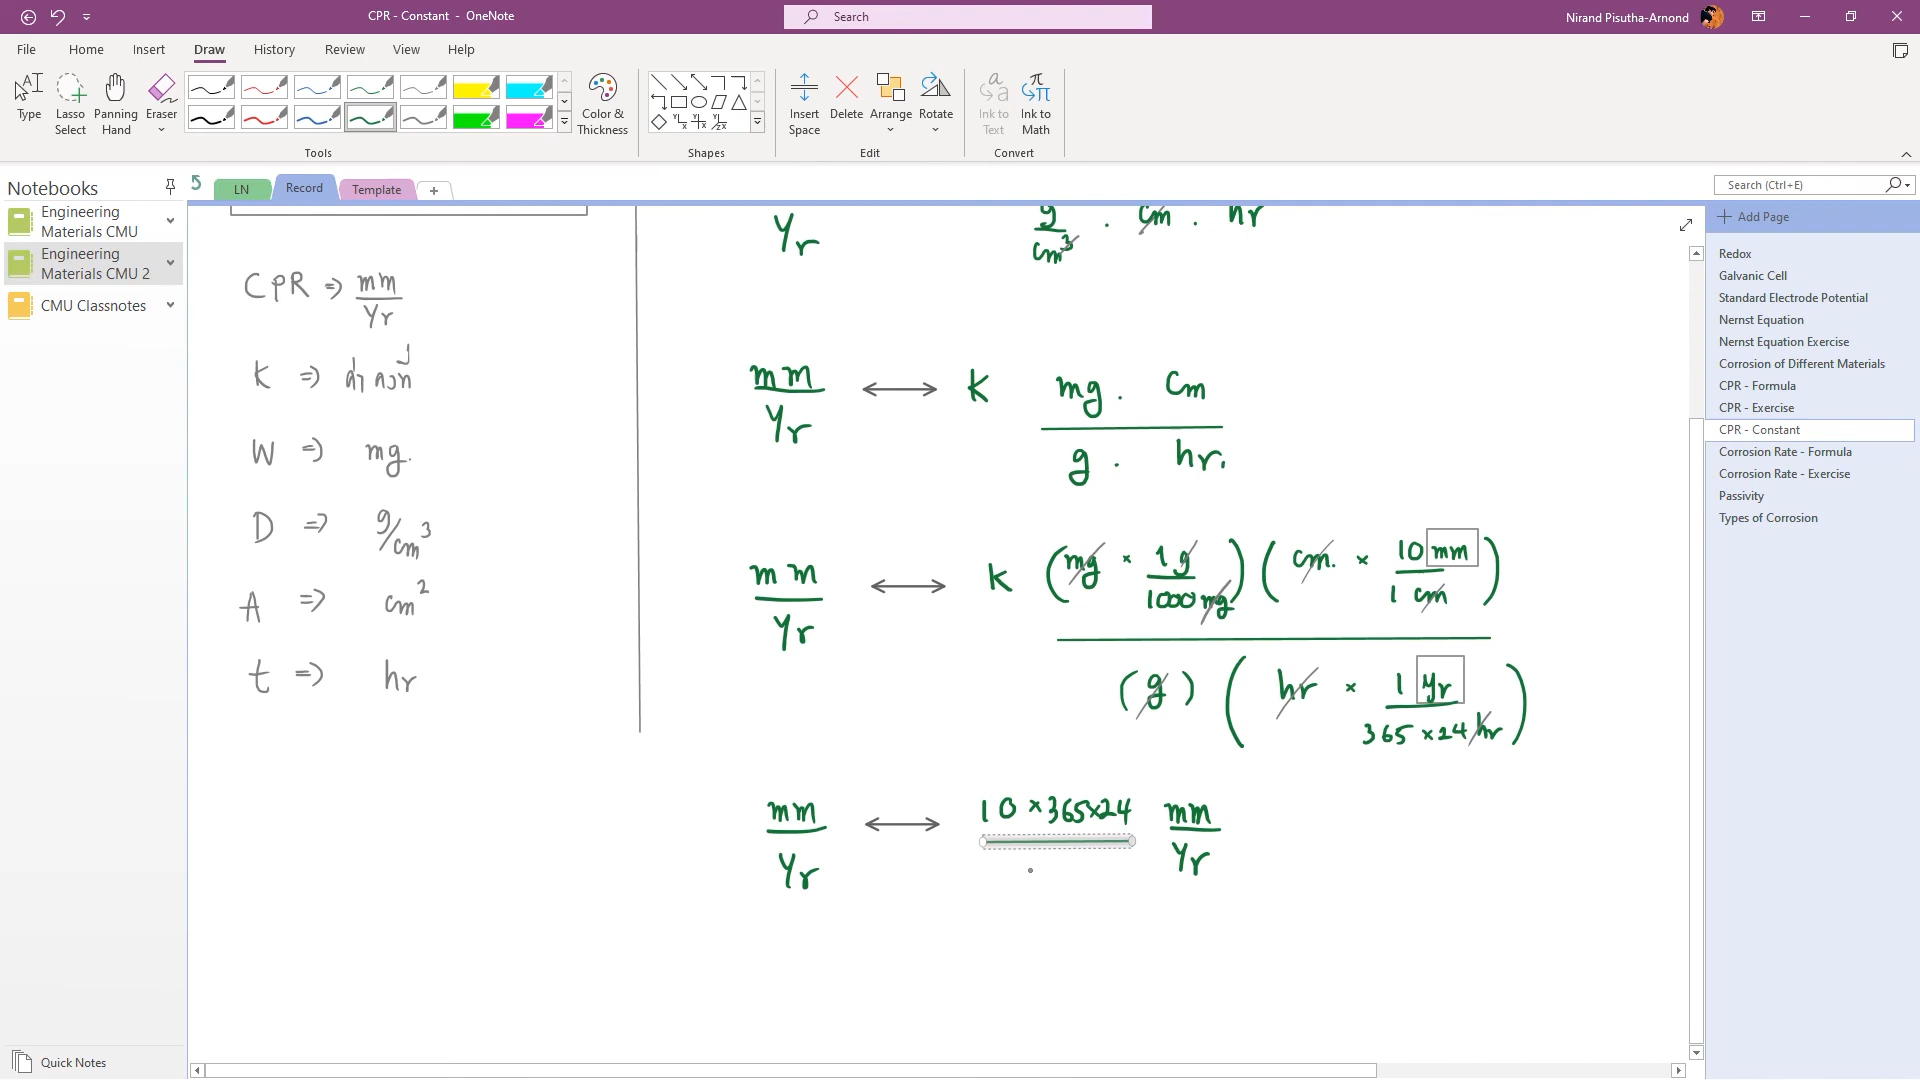 CPR - Constant - OneNote
Search
Nirand Pisutha-Arnond
File Home Insert Draw History Review View Help
Type
Lasso Select
Panning Hand
Eraser
Color & Thickness
Insert Space
Delete
Arrange
Rotate
Ink to Text
Ink to Math
Tools
Shapes
Edit
Convert
Notebooks
Engineering Materials CMU
Engineering Materials CMU 2
CMU Classnotes
Quick Notes
LN Record Template +
Search (Ctrl+E)
Add Page
Redox
Galvanic Cell
Standard Electrode Potential
Nernst Equation
Nernst Equation Exercise
Corrosion of Different Materials
CPR - Formula
CPR - Exercise
CPR - Constant
Corrosion Rate - Formula
Corrosion Rate - Exercise
Passivity
Types of Corrosion
CPR => mm/Yr
K => ค่าคงที่
W => mg.
D => g/cm³
A => cm²
t => hr
Yr g/cm³ . cm . hr
mm/Yr ↔ K mg . cm
g . hr.
mm/Yr ↔ K (mg × 1 g/1000 mg) (cm. × 10 mm/1 cm)
(g) (hr × 1 Yr/365 × 24 hr)
mm/Yr ↔ 10 × 365 × 24 mm/Yr